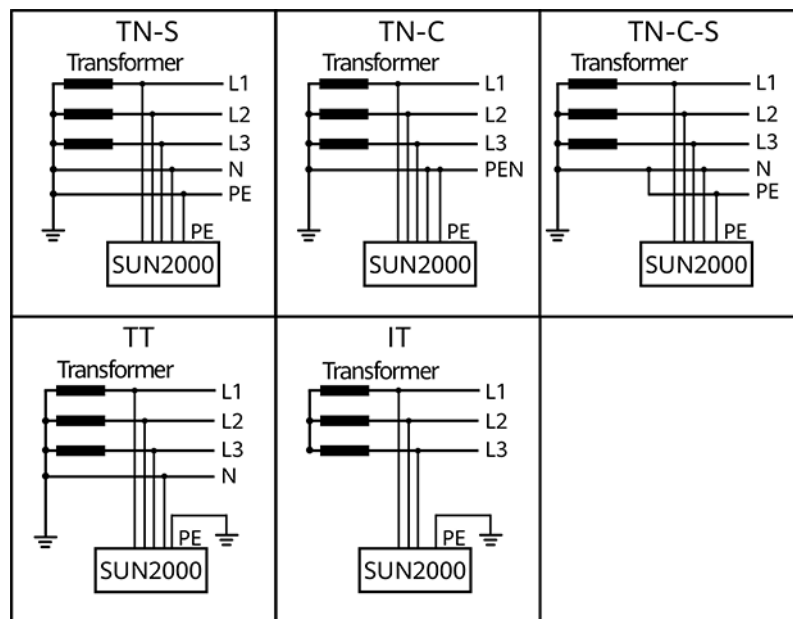 TN-S
Transformer
L1
L2
L3
N
PE
PE
SUN2000
TN-C
Transformer
L1
L2
L3
PEN
PE
SUN2000
TN-C-S
Transformer
L1
L2
L3
N
PE
PE
SUN2000
TT
Transformer
L1
L2
L3
N
PE
SUN2000
IT
Transformer
L1
L2
L3
PE
SUN2000